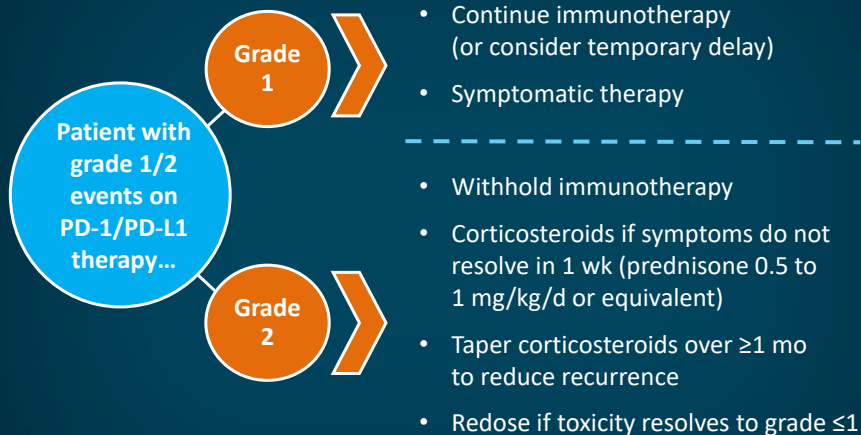 Patient with
grade 1/2
events on
PD-1/PD-L1
therapy…
Grade
1
• Continue immunotherapy
(or consider temporary delay)
• Symptomatic therapy
Grade
2
• Withhold immunotherapy
• Corticosteroids if symptoms do not
resolve in 1 wk (prednisone 0.5 to
1 mg/kg/d or equivalent)
• Taper corticosteroids over ≥1 mo
to reduce recurrence
• Redose if toxicity resolves to grade ≤1